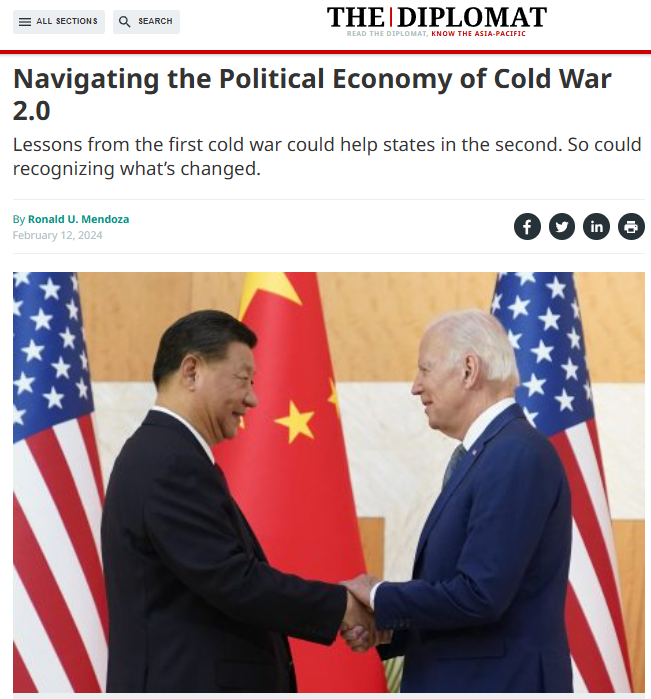 ALL SECTIONS
SEARCH
THE|DIPLOMAT
READ THE DIPLOMAT, KNOW THE ASIA-PACIFIC
Navigating the Political Economy of Cold War
2.0
Lessons from the first cold war could help states in the second. So could
recognizing what's changed.
By Ronald U. Mendoza
February 12, 2024